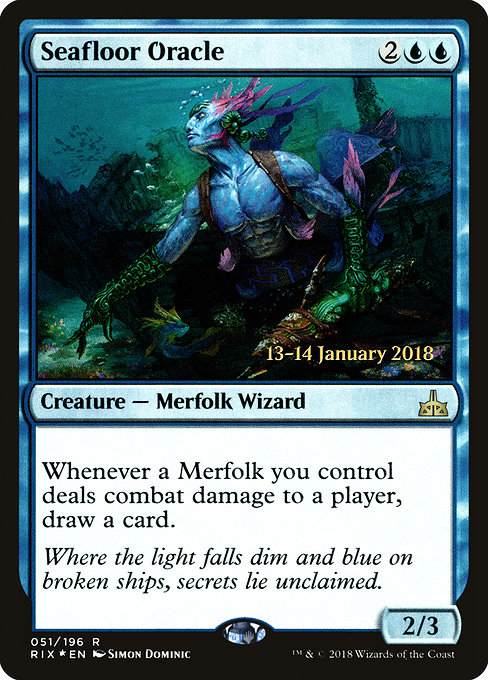 Seafloor Oracle 2
13–14 January 2018
Creature — Merfolk Wizard
Whenever a Merfolk you control
deals combat damage to a player,
draw a card.
Where the light falls dim and blue on
broken ships, secrets lie unclaimed.
2/3
051/196 R
RIX★EN Simon Dominic
™ & © 2018 Wizards of the Coast